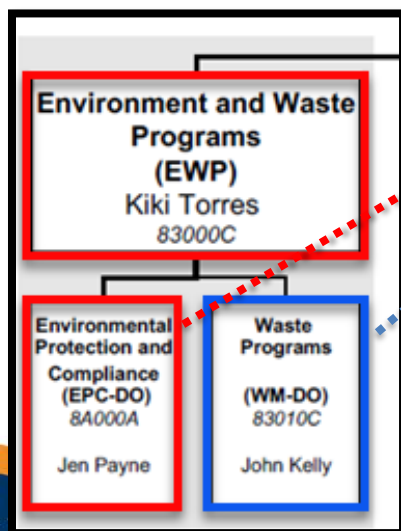 Environment and Waste
Programs
(EWP)
Kiki Torres
83000C
Environmental
Protection and
Compliance
(EPC-DO)
8A000A
Jen Payne
Waste
Programs
(WM-DO)
83010C
John Kelly